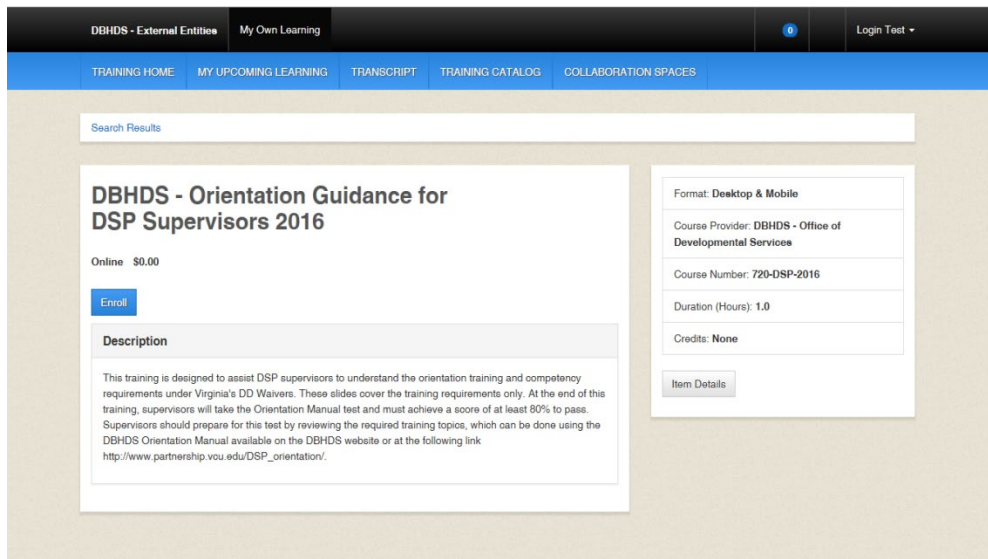 DBHDS - External Entities My Own Learning 0 Login Test
TRAINING HOME MY UPCOMING LEARNING TRANSCRIPT TRAINING CATALOG COLLABORATION SPACES
Search Results
DBHDS - Orientation Guidance for
DSP Supervisors 2016
Online $0.00
Enroll
Description
This training is designed to assist DSP supervisors to understand the orientation training and competency
requirements under Virginia's DD Waivers. These slides cover the training requirements only. At the end of this
training, supervisors will take the Orientation Manual test and must achieve a score of at least 80% to pass.
Supervisors should prepare for this test by reviewing the required training topics, which can be done using the
DBHDS Orientation Manual available on the DBHDS website or at the following link
http://www.partnership.vcu.edu/DSP_orientation/.
Format: Desktop & Mobile
Course Provider: DBHDS - Office of
Developmental Services
Course Number: 720-DSP-2016
Duration (Hours): 1.0
Credits: None
Item Details